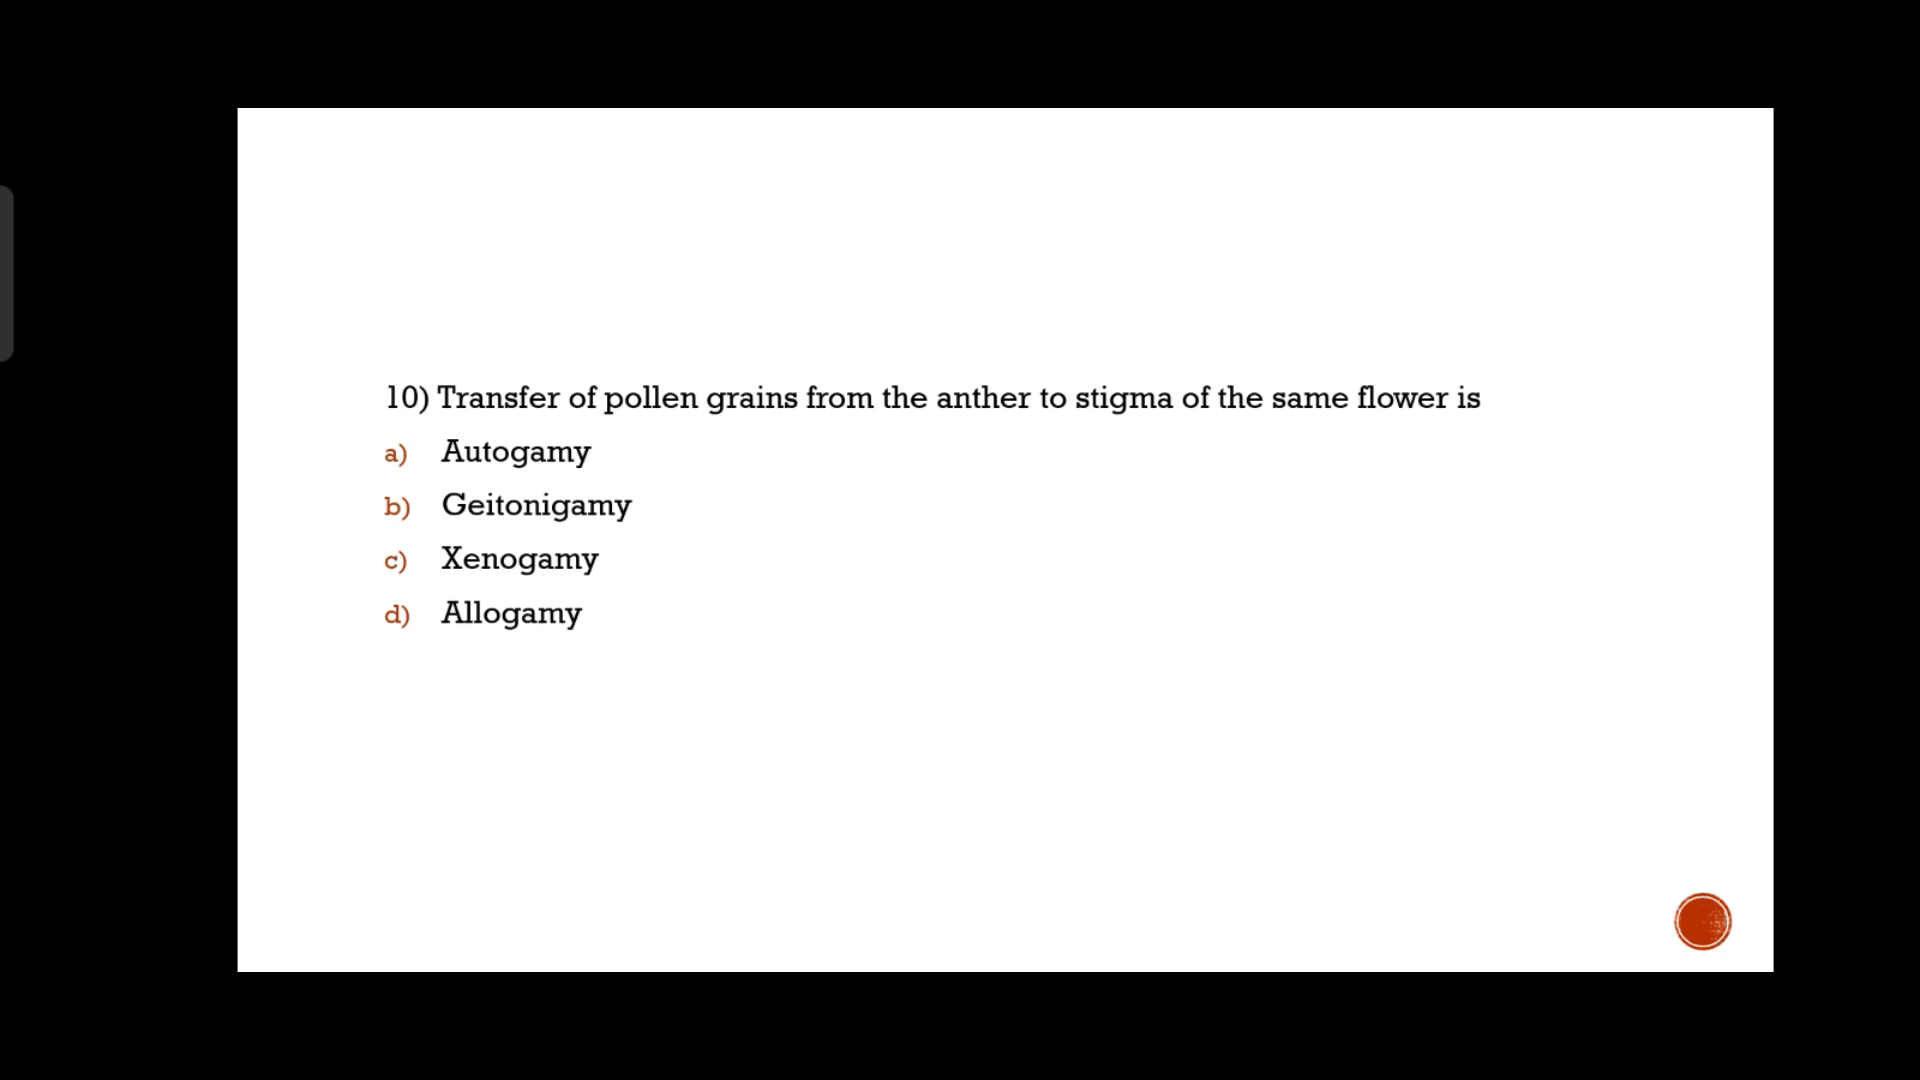 10) Transfer of pollen grains from the anther to stigma of the same flower is
a) Autogamy
b) Geitonigamy
c) Xenogamy
d) Allogamy